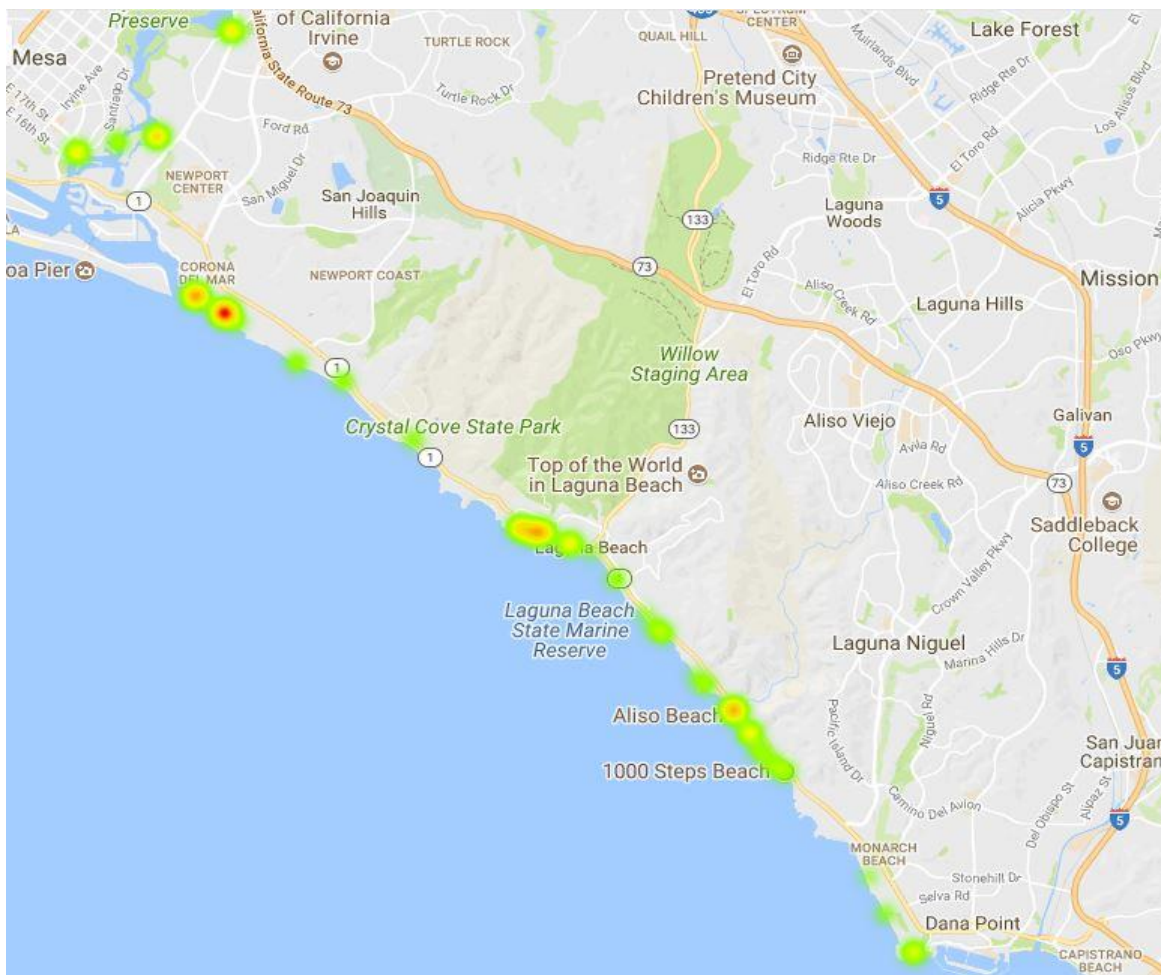 Preserve
of California
Irvine
TURTLE ROCK
QUAIL HILL
SPECTRUM
CENTER
Lake Forest
Mesa
Irvine Ave
Santiago Dr
E 17th St
E 16th St
California State Route 73
Turtle Rock Dr
Pretend City
Children's Museum
Muirlands Blvd
Ridge Rte Dr
Los Alisos Blvd
Ford Rd
NEWPORT
CENTER
San Miguel Dr
San Joaquin
Hills
Ridge Rte Dr
El Toro Rd
Laguna
Woods
5
Alicia Pkwy
1
133
oa Pier
CORONA
DEL MAR
NEWPORT COAST
73
El Toro Rd
Aliso Creek Rd
Mission
Laguna Hills
Oso Pkwy
Willow
Staging Area
1
Crystal Cove State Park
133
Aliso Viejo
Galivan
Avila Rd
5
1
Top of the World
in Laguna Beach
Aliso Creek Rd
73
Saddleback
College
Laguna Beach
Crown Valley Pkwy
Laguna Beach
State Marine
Reserve
Laguna Niguel
Marina Hills Dr
5
Aliso Beach
Pacific Island Dr
Niguel Rd
San Juan
Capistrano
1000 Steps Beach
Camino Del Avion
Del Obispo St
Alipaz St
5
MONARCH
BEACH
Stonehill Dr
Selva Rd
Dana Point
CAPISTRANO
BEACH